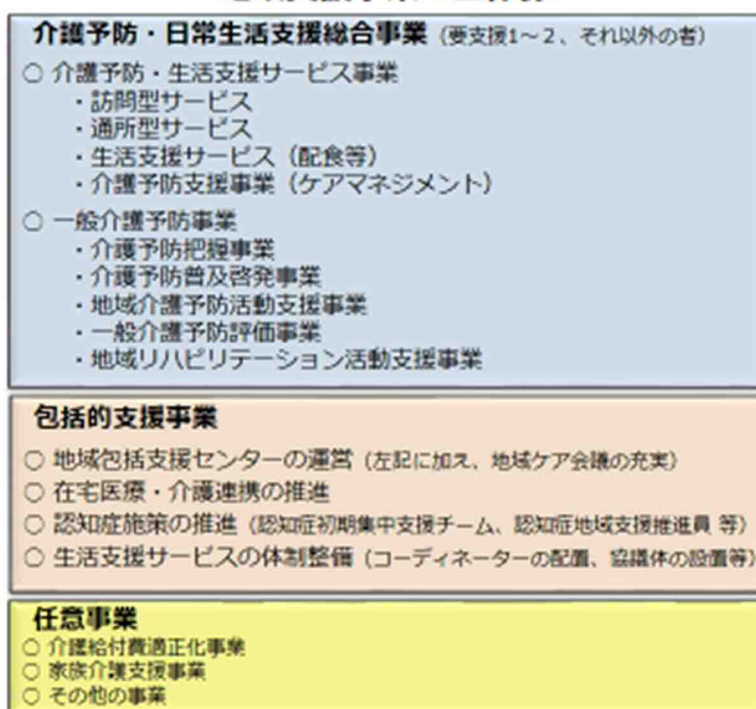 介護予防・日常生活支援総合事業（要支援1～2、それ以外の者）
○ 介護予防・生活支援サービス事業
・訪問型サービス
・通所型サービス
・生活支援サービス（配食等）
・介護予防支援事業（ケアマネジメント）
○ 一般介護予防事業
・介護予防把握事業
・介護予防普及啓発事業
・地域介護予防活動支援事業
・一般介護予防評価事業
・地域リハビリテーション活動支援事業
包括的支援事業
○ 地域包括支援センターの運営（左記に加え、地域ケア会議の充実）
○ 在宅医療・介護連携の推進
○ 認知症施策の推進（認知症初期集中支援チーム、認知症地域支援推進員 等）
○ 生活支援サービスの体制整備（コーディネーターの配置、協議体の設置等）
任意事業
○ 介護給付費適正化事業
○ 家族介護支援事業
○ その他の事業